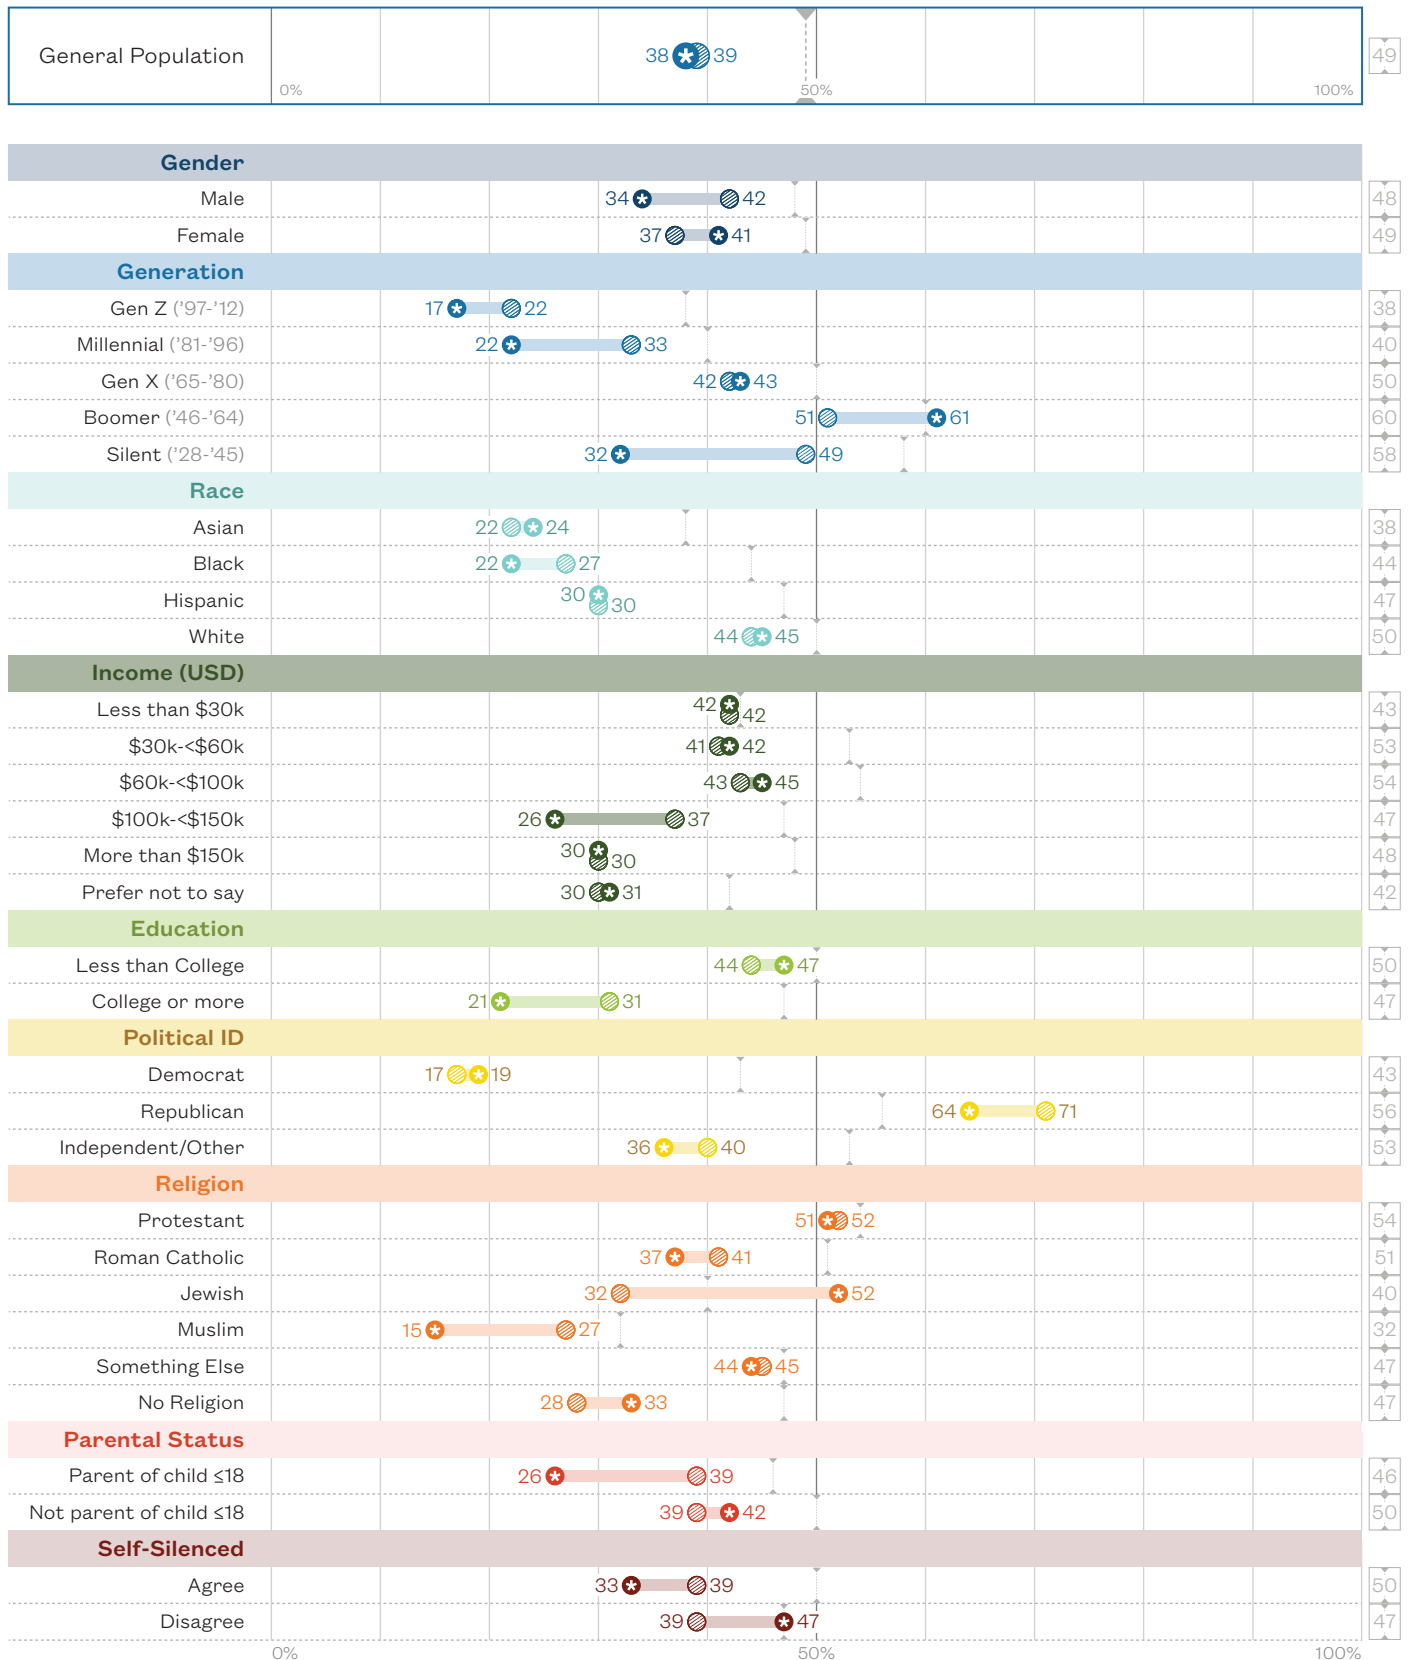 General Population 38 39 49
0% 50% 100%
Gender
Male 34 42 48
Female 37 41 49
Generation
Gen Z (’97-’12) 17 22 38
Millennial (’81-’96) 22 33 40
Gen X (’65-’80) 42 43 50
Boomer (’46-’64) 51 61 60
Silent (’28-’45) 32 49 58
Race
Asian 22 24 38
Black 22 27 44
Hispanic 30 30 47
White 44 45 50
Income (USD)
Less than $30k 42 42 43
$30k-<$60k 41 42 53
$60k-<$100k 43 45 54
$100k-<$150k 26 37 47
More than $150k 30 30 48
Prefer not to say 30 31 42
Education
Less than College 44 47 50
College or more 21 31 47
Political ID
Democrat 17 19 43
Republican 64 71 56
Independent/Other 36 40 53
Religion
Protestant 51 52 54
Roman Catholic 37 41 51
Jewish 32 52 40
Muslim 15 27 32
Something Else 44 45 47
No Religion 28 33 47
Parental Status
Parent of child ≤18 26 39 46
Not parent of child ≤18 39 42 50
Self-Silenced
Agree 33 39 50
Disagree 39 47 47
0% 50% 100%